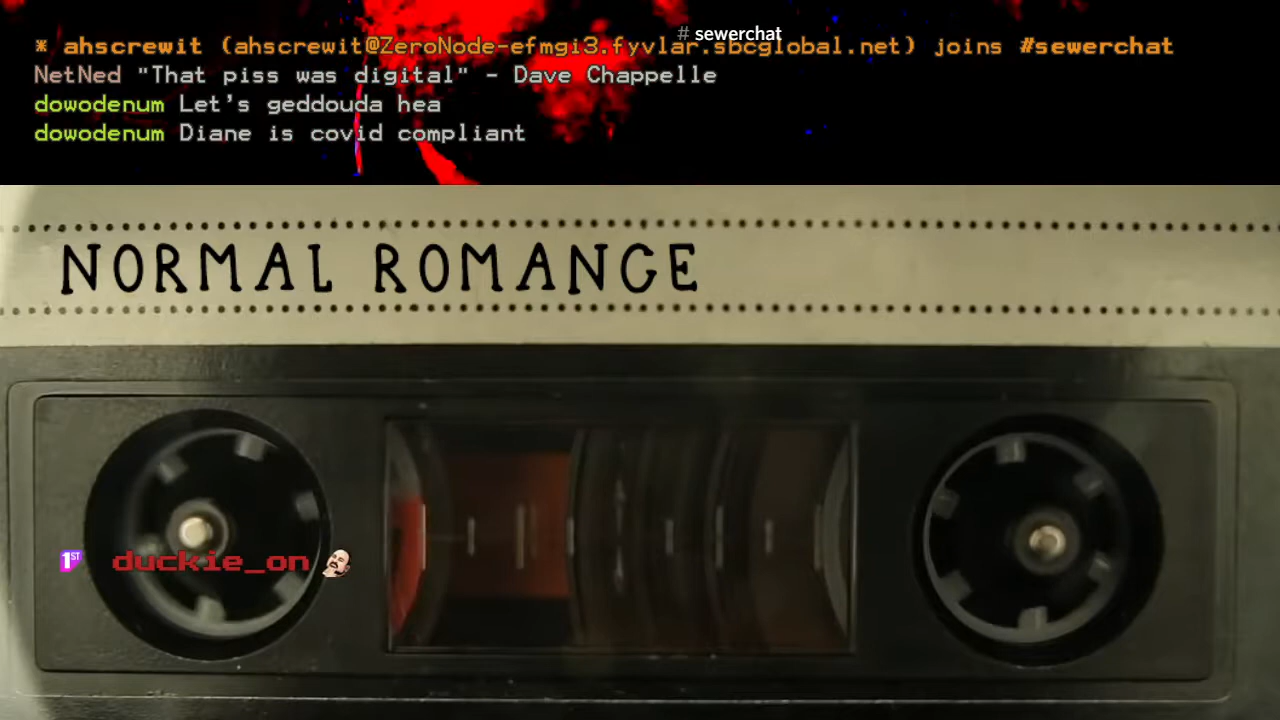 # sewerchat
* ahscrewit (ahscrewit@ZeroNode-efmgi3.fyvlar.sbcglobal.net) joins #sewerchat
NetNed "That piss was digital" - Dave Chappelle
dowodenum Let's geddouda hea
dowodenum Diane is covid compliant
NORMAL ROMANCE
1ST duckie_on